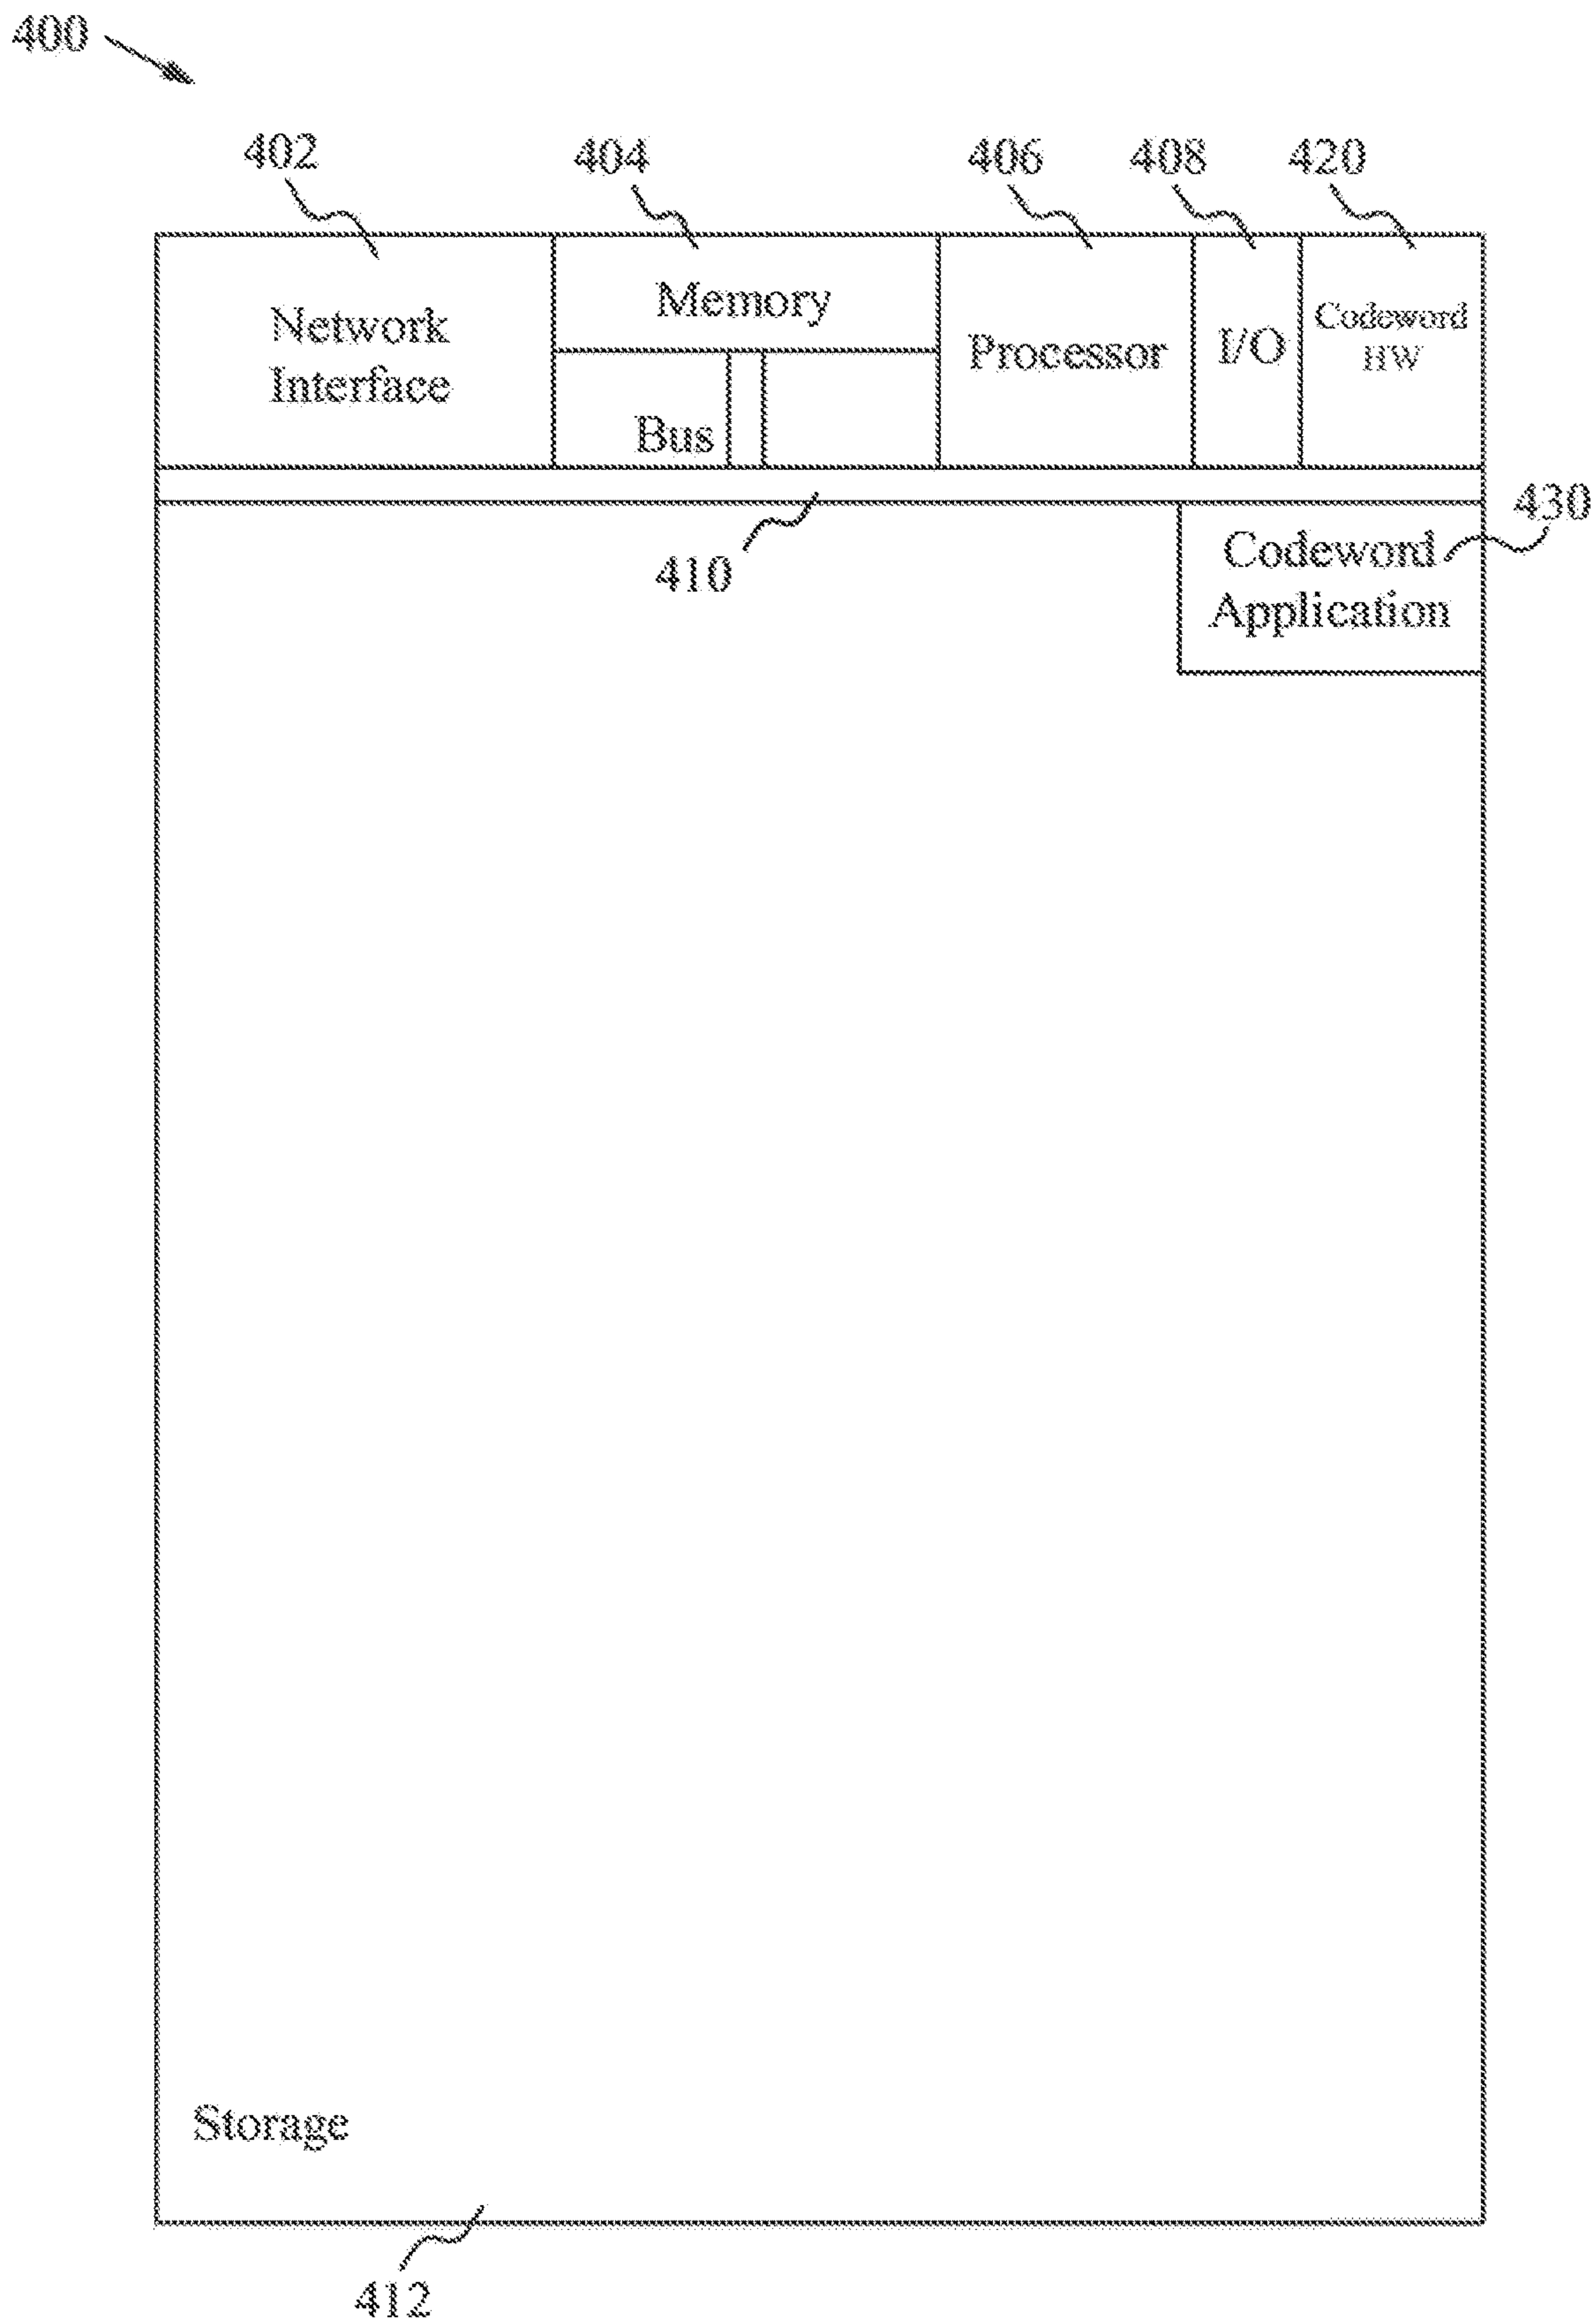 400
402
404
406
408
420
Network
Interface
Memory
Bus
Processor
I/O
Codeword
HW
410
430
Codeword
Application
Storage
412